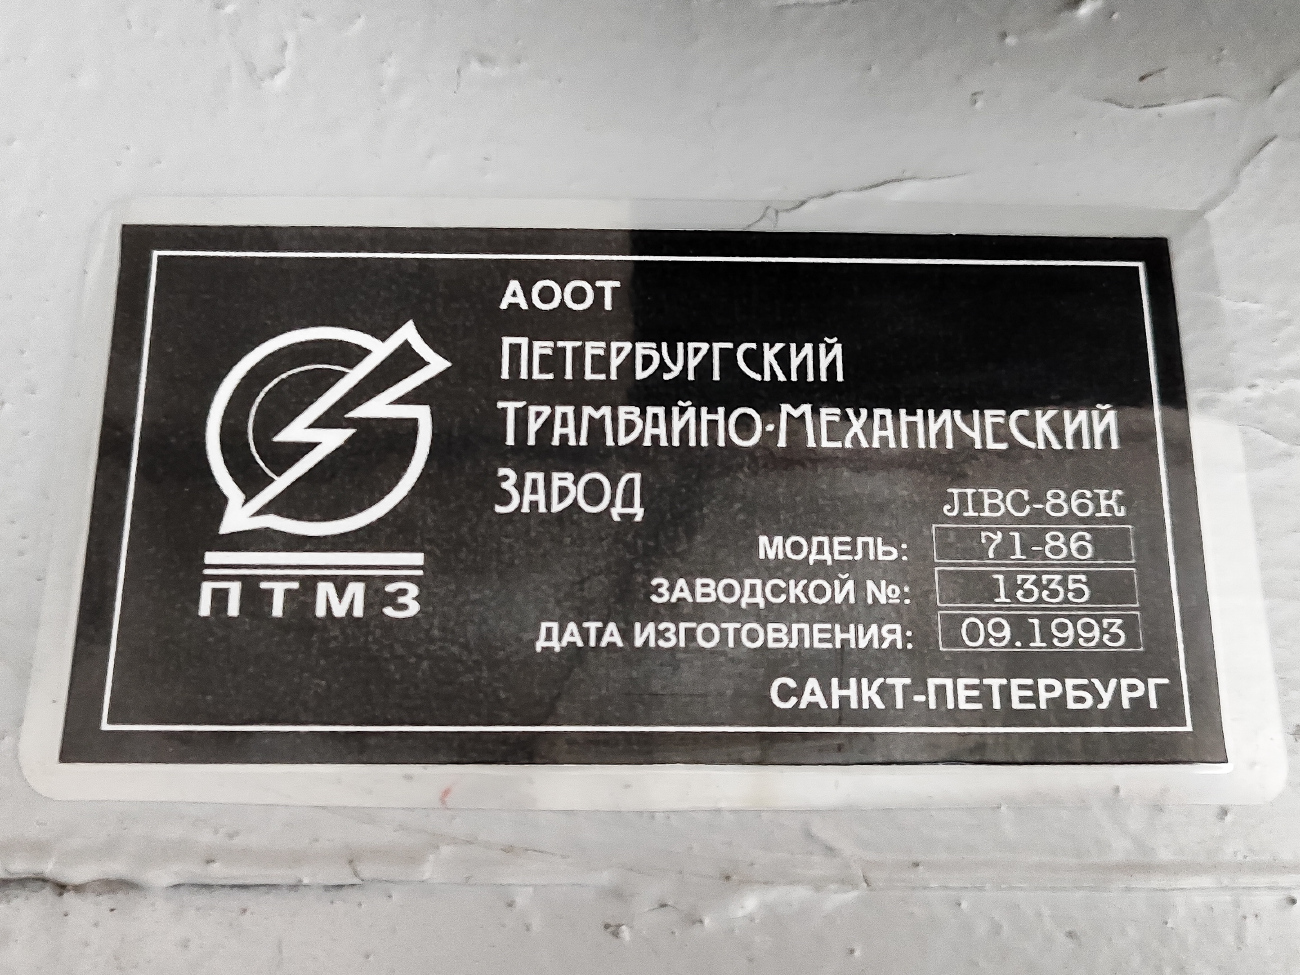 АООТ
ПЕТЕРБУРГСКИЙ
ТРАМВАЙНО-МЕХАНИЧЕСКИЙ
ЗАВОД
ПТМЗ
ЛВС-86К
МОДЕЛЬ: 71-86
ЗАВОДСКОЙ №: 1335
ДАТА ИЗГОТОВЛЕНИЯ: 09.1993
САНКТ-ПЕТЕРБУРГ